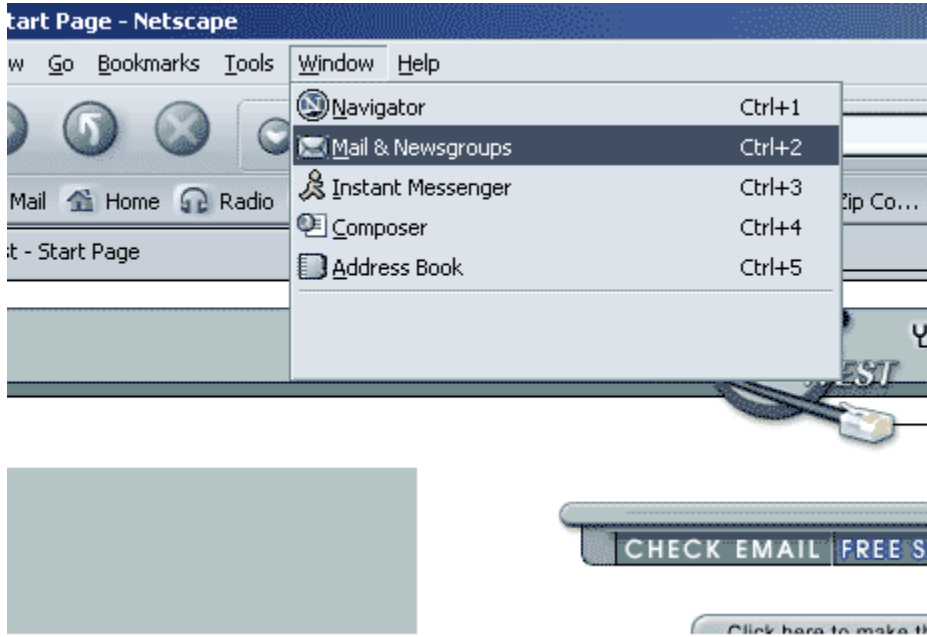 tart Page - Netscape
w Go Bookmarks Tools Window Help
Navigator Ctrl+1
Mail & Newsgroups Ctrl+2
Instant Messenger Ctrl+3
Composer Ctrl+4
Address Book Ctrl+5
Mail Home Radio
Zip Co...
t - Start Page
WEST
CHECK EMAIL FREE S
Click here to make th